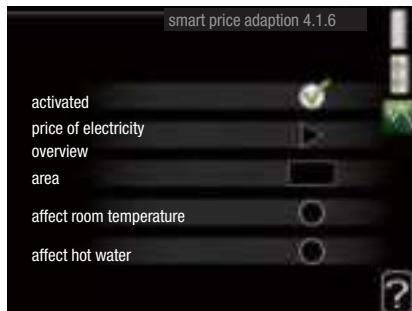 smart price adaption 4.1.6
activated
price of electricity
overview
area
affect room temperature
affect hot water
?